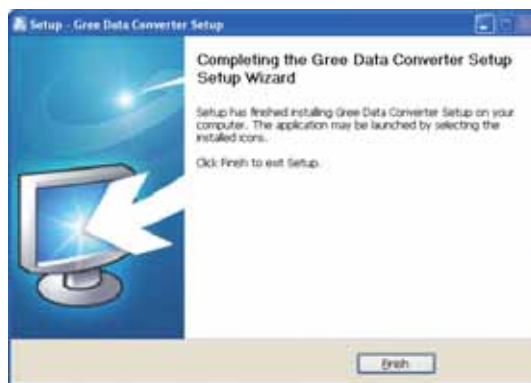 Setup - Gree Data Converter Setup
Completing the Gree Data Converter Setup
Setup Wizard
Setup has finished installing Gree Data Converter Setup on your
computer. The application may be launched by selecting the
installed icons.
Click Finish to exit Setup.
Finish